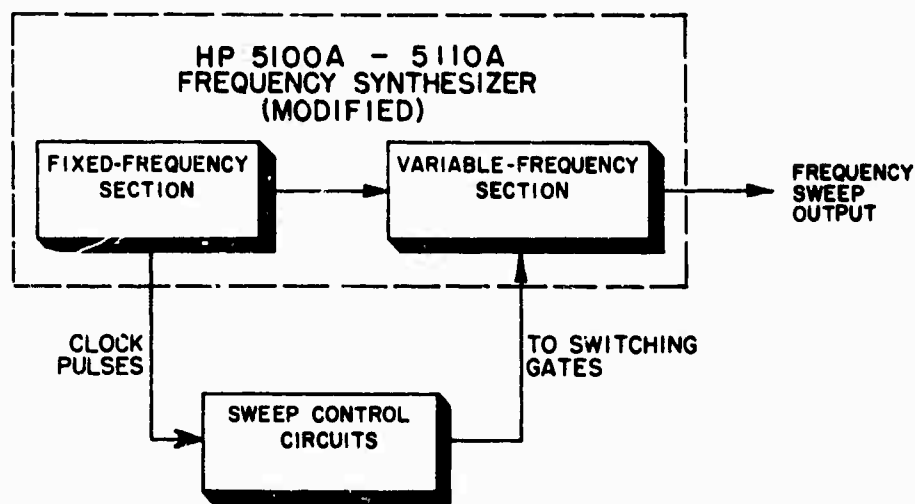 HP 5100A - 5110A
FREQUENCY SYNTHESIZER
(MODIFIED)
FIXED-FREQUENCY
SECTION
VARIABLE-FREQUENCY
SECTION
FREQUENCY
SWEEP
OUTPUT
CLOCK
PULSES
TO SWITCHING
GATES
SWEEP CONTROL
CIRCUITS